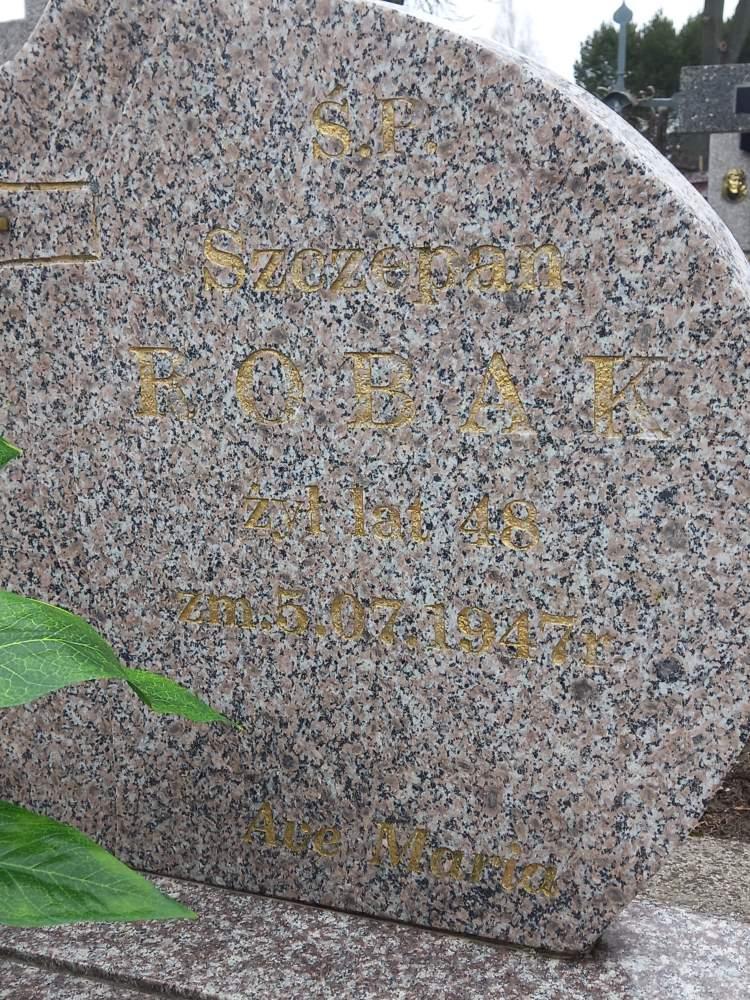 Ś.P.
Szczepan
ROBAK
żył lat 48
zm.5.07.1947r.
Ave Maria